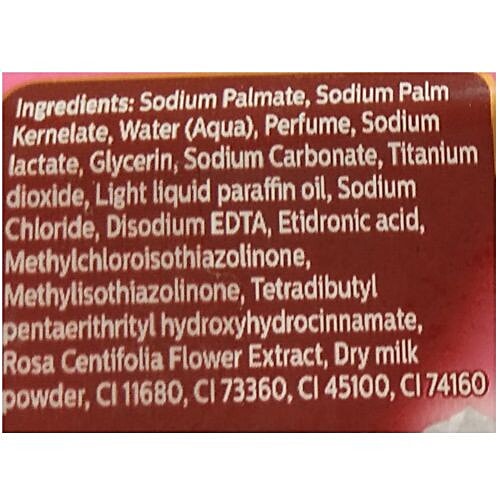 Ingredients: Sodium Palmate, Sodium Palm
Kernelate, Water (Aqua), Perfume, Sodium
lactate, Glycerin, Sodium Carbonate, Titanium
dioxide, Light liquid paraffin oil, Sodium
Chloride, Disodium EDTA, Etidronic acid,
Methylchloroisothiazolinone,
Methylisothiazolinone, Tetradibutyl
pentaerithrityl hydroxyhydrocinnamate,
Rosa Centifolia Flower Extract, Dry milk
powder, CI 11680, CI 73360, CI 45100, CI 74160